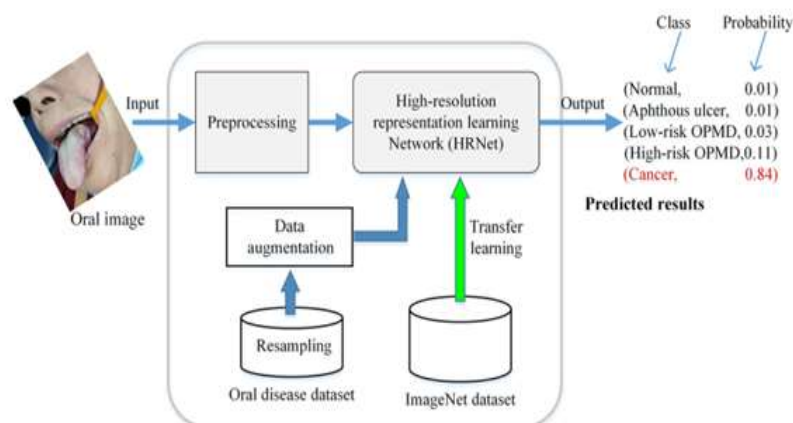 Class Probability
Input
Preprocessing
High-resolution
representation learning
Network (HRNet)
Output
(Normal, 0.01)
(Aphthous ulcer, 0.01)
(Low-risk OPMD, 0.03)
(High-risk OPMD,0.11)
(Cancer, 0.84)
Predicted results
Oral image
Data
augmentation
Transfer
learning
Resampling
Oral disease dataset
ImageNet dataset